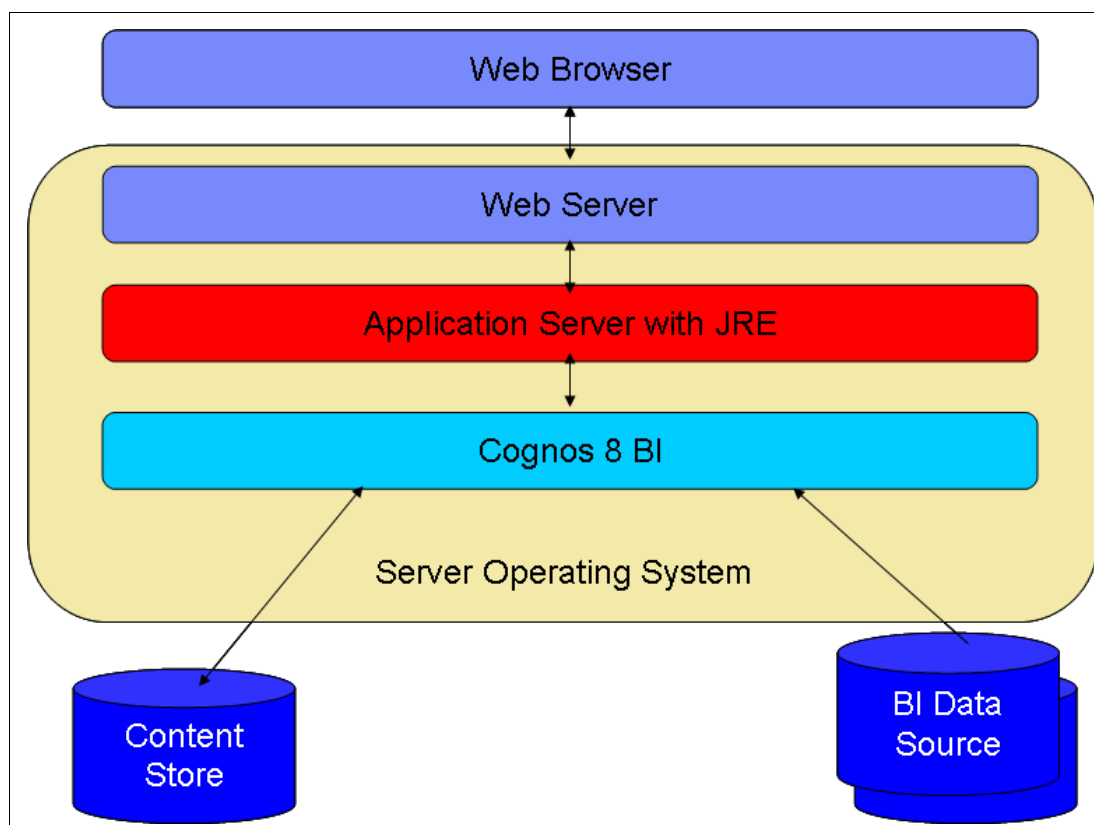 Web Browser
Web Server
Application Server with JRE
Cognos 8 BI
Server Operating System
Content
Store
BI Data
Source